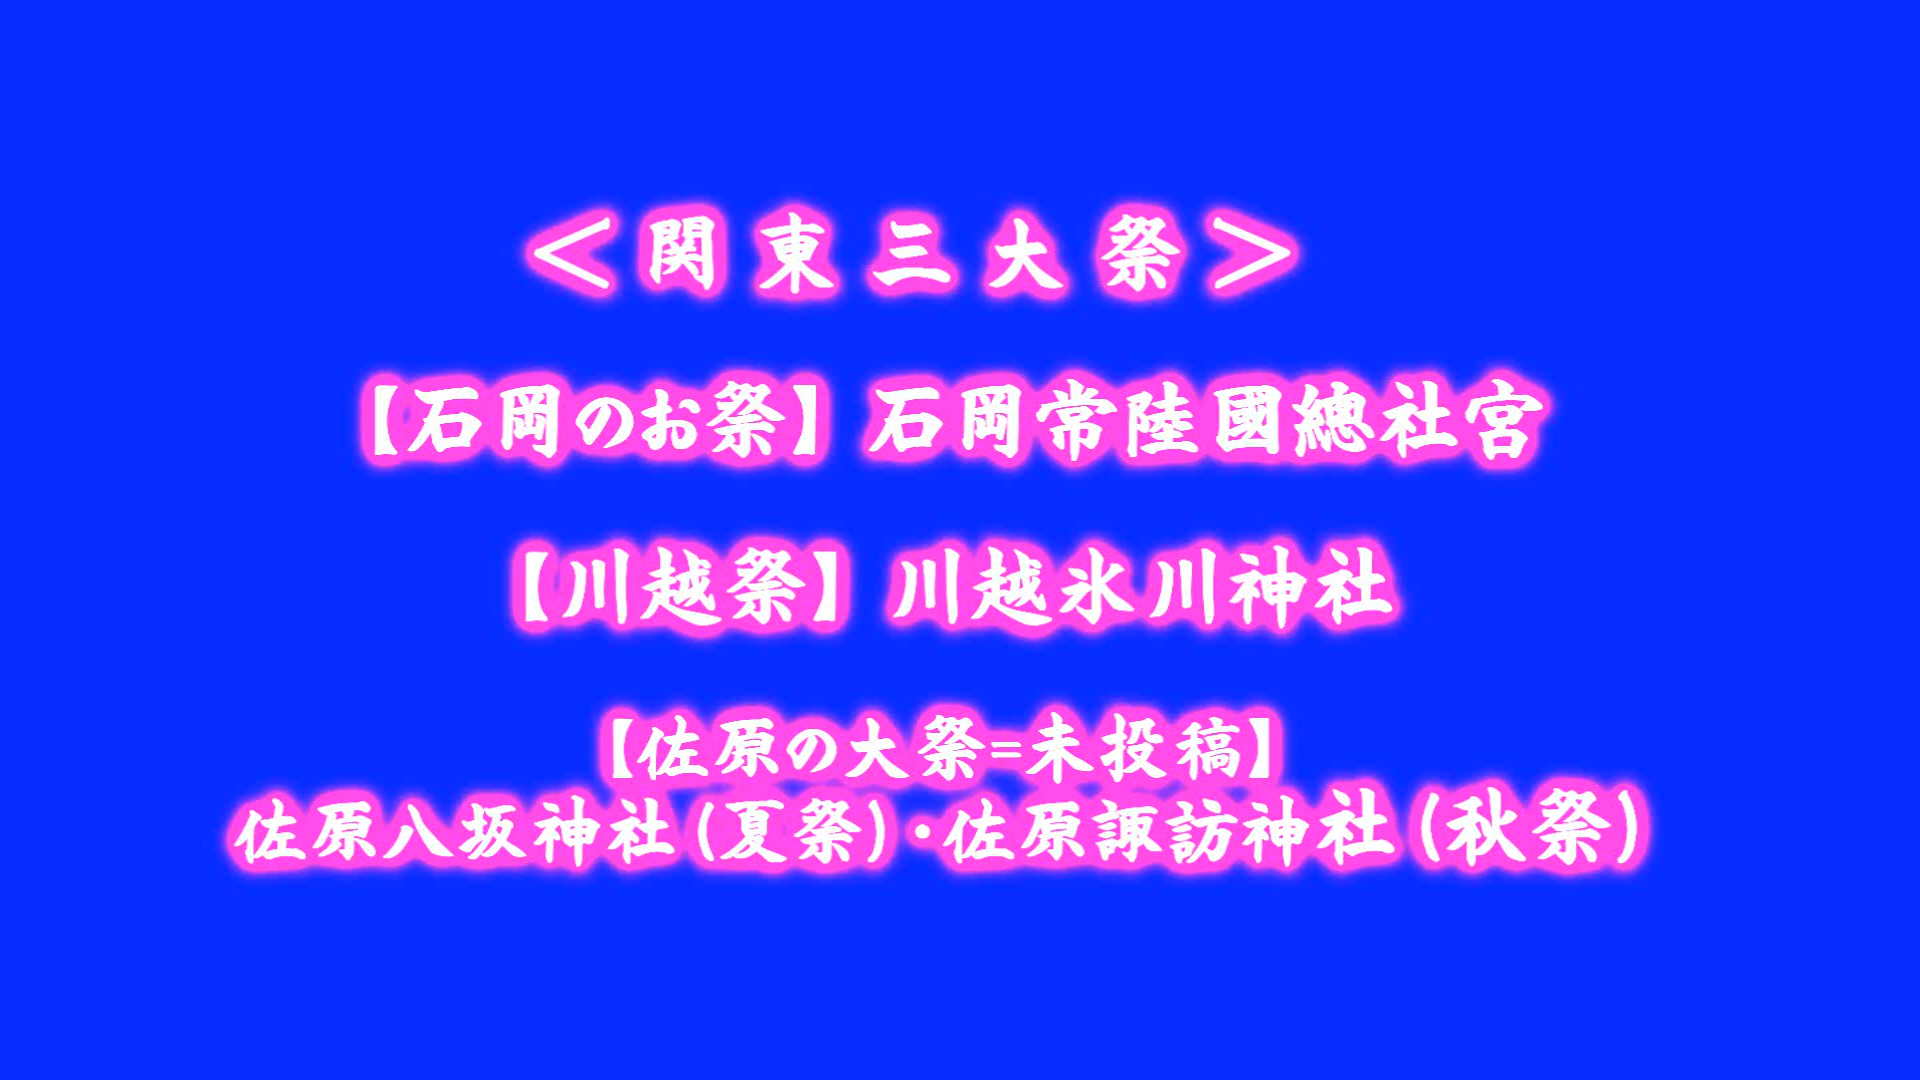 ＜関東三大祭＞
【石岡のお祭】石岡常陸國總社宮
【川越祭】川越氷川神社
【佐原の大祭=未投稿】
佐原八坂神社(夏祭)・佐原諏訪神社(秋祭)